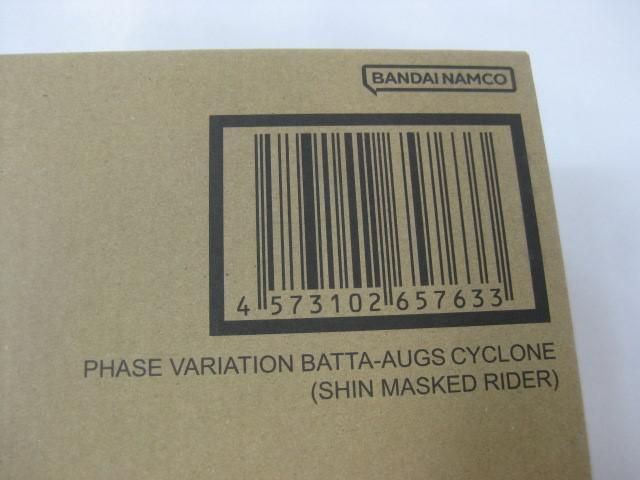 BANDAI NAMCO
4 573102 657633
PHASE VARIATION BATTA-AUGS CYCLONE
(SHIN MASKED RIDER)